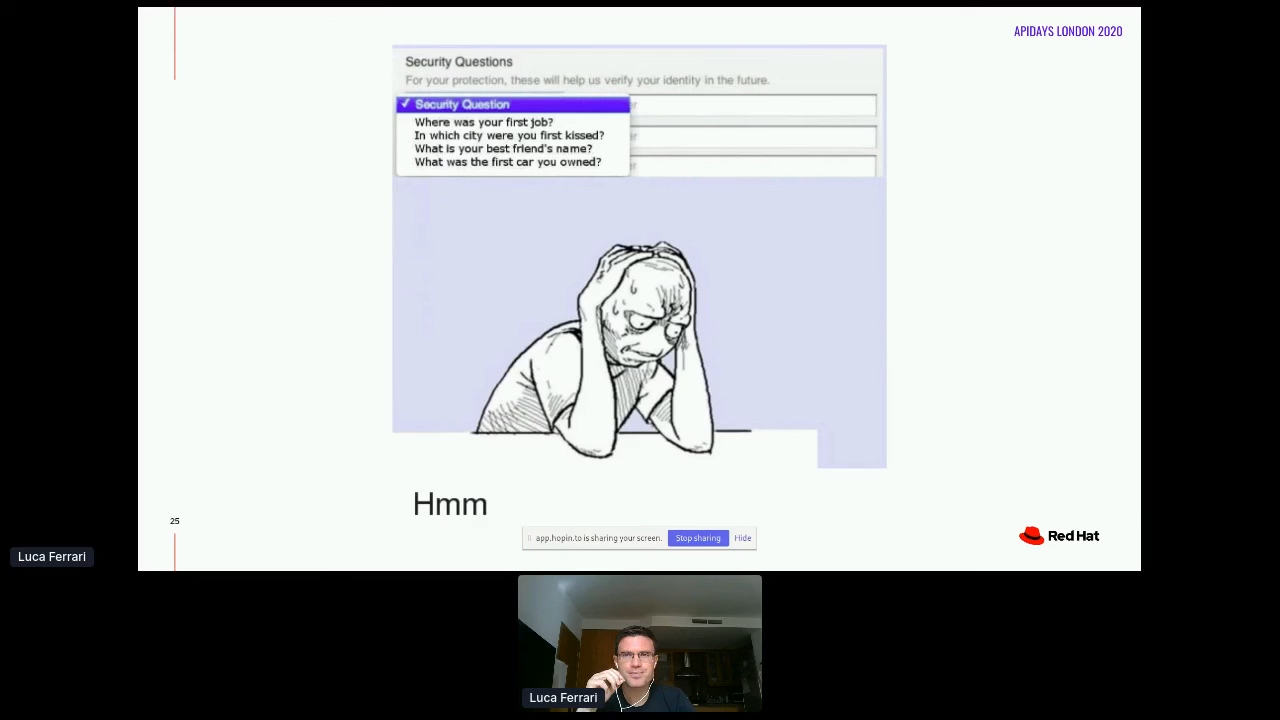 APIDAYS LONDON 2020
Security Questions
For your protection, these will help us verify your identity in the future.
✓ Security Question
Where was your first job?
In which city were you first kissed?
What is your best friend's name?
What was the first car you owned?
Hmm
25
app.hopin.to is sharing your screen. Stop sharing Hide
Red Hat
Luca Ferrari
Luca Ferrari